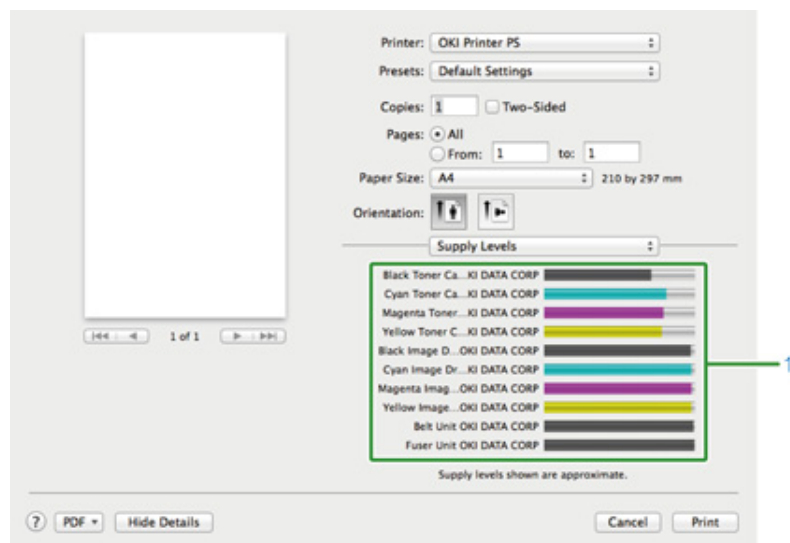 Printer: OKI Printer PS
Presets: Default Settings
Copies: 1 Two-Sided
Pages: All
From: 1 to: 1
Paper Size: A4 210 by 297 mm
Orientation:
Supply Levels
Black Toner Ca...KI DATA CORP
Cyan Toner Ca...KI DATA CORP
Magenta Toner...KI DATA CORP
Yellow Toner C...KI DATA CORP
Black Image D...OKI DATA CORP
Cyan Image Dr...KI DATA CORP
Magenta Imag...OKI DATA CORP
Yellow Image...OKI DATA CORP
Belt Unit OKI DATA CORP
Fuser Unit OKI DATA CORP
1
1 of 1
Supply levels shown are approximate.
? PDF Hide Details Cancel Print